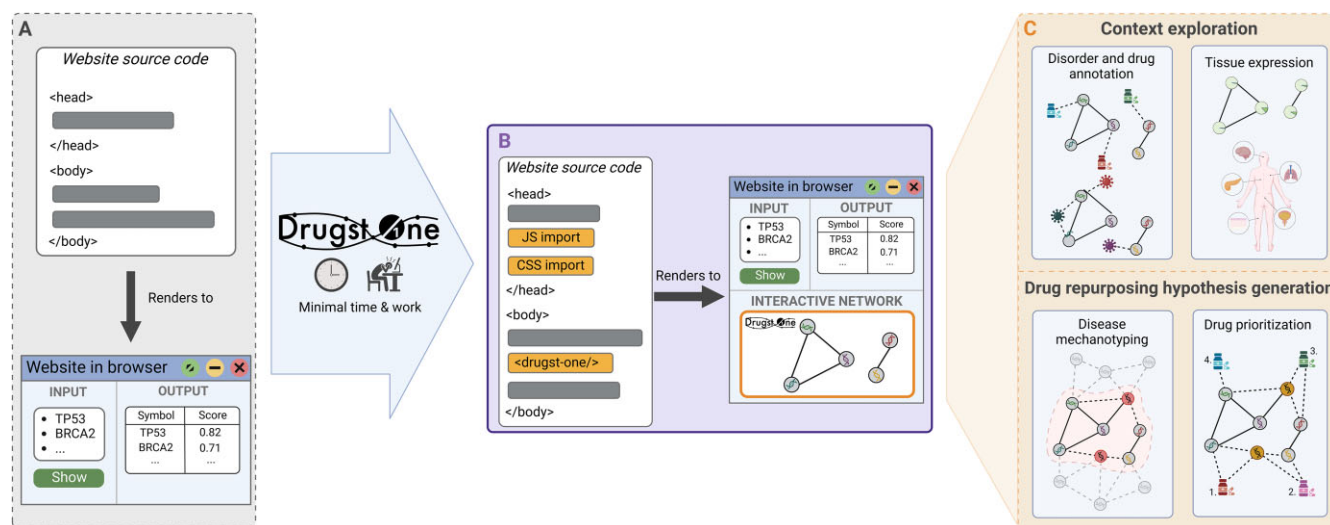 A
Website source code
<head>
</head>
<body>
</body>
Renders to
Website in browser
INPUT
• TP53
• BRCA2
• ...
Show
OUTPUT
Symbol Score
TP53 0.82
BRCA2 0.71
... ...
Drugst.One
Minimal time & work
B
Website source code
<head>
JS import
CSS import
</head>
<body>
<drugst-one/>
</body>
Renders to
Website in browser
INPUT
• TP53
• BRCA2
• ...
Show
OUTPUT
Symbol Score
TP53 0.82
BRCA2 0.71
... ...
INTERACTIVE NETWORK
Drugst.One
C
Context exploration
Disorder and drug
annotation
Tissue expression
Drug repurposing hypothesis generation
Disease
mechanotyping
Drug prioritization
4.
3.
1.
2.